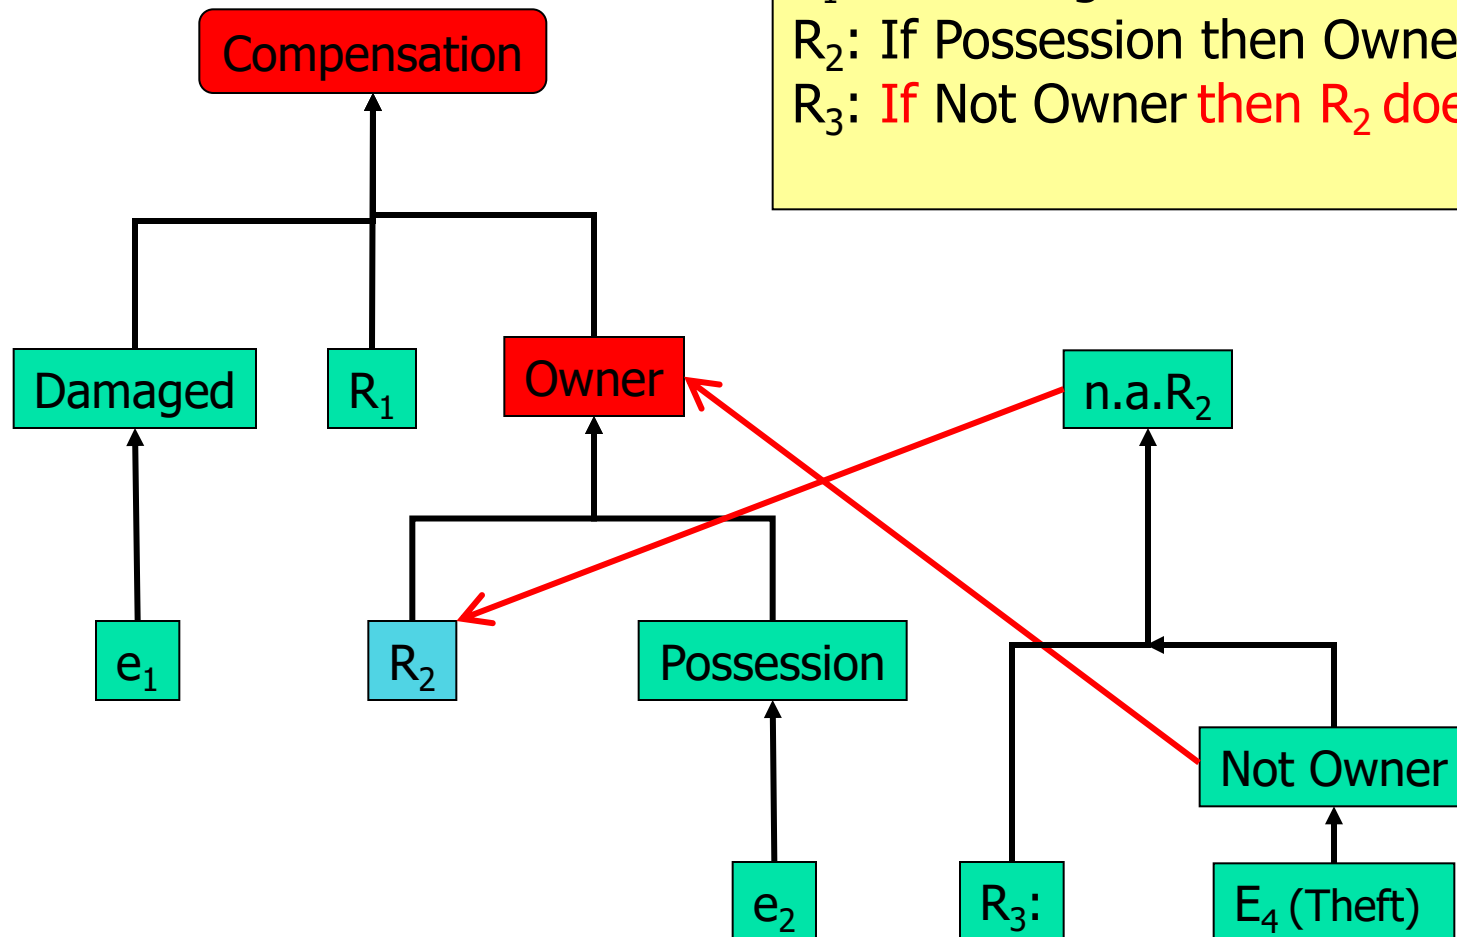 Compensation
R₂: If Possession then Owne
R₃: If Not Owner then R₂ doe
Damaged
R₁
Owner
n.a.R₂
e₁
R₂
Possession
Not Owner
e₂
R₃:
E₄ (Theft)